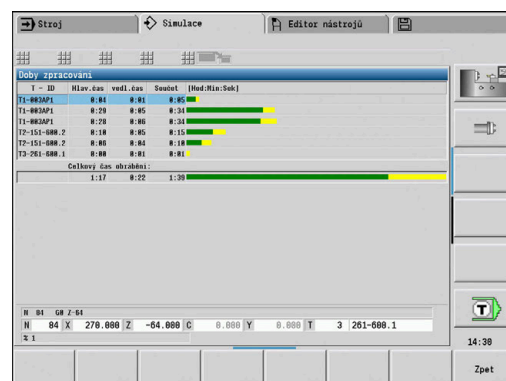 Stroj
Simulace
Editor nástrojů
Doby zpracování
T - ID Hlav.čas vedl.čas Součet [Hod:Min:Sek]
T1-003AP1 0:04 0:01 0:05
T1-003AP1 0:29 0:05 0:34
T1-003AP1 0:28 0:06 0:34
T2-151-600.2 0:10 0:05 0:15
T2-151-600.2 0:06 0:04 0:10
T3-261-600.1 0:00 0:01 0:01
Celkový čas obrábění:
1:17 0:22 1:39
N 84 G0 Z-64
N 84 X 270.000 Z -64.000 C 0.000 Y 0.000 T 3 261-600.1
% 1
T
14:30
Zpet